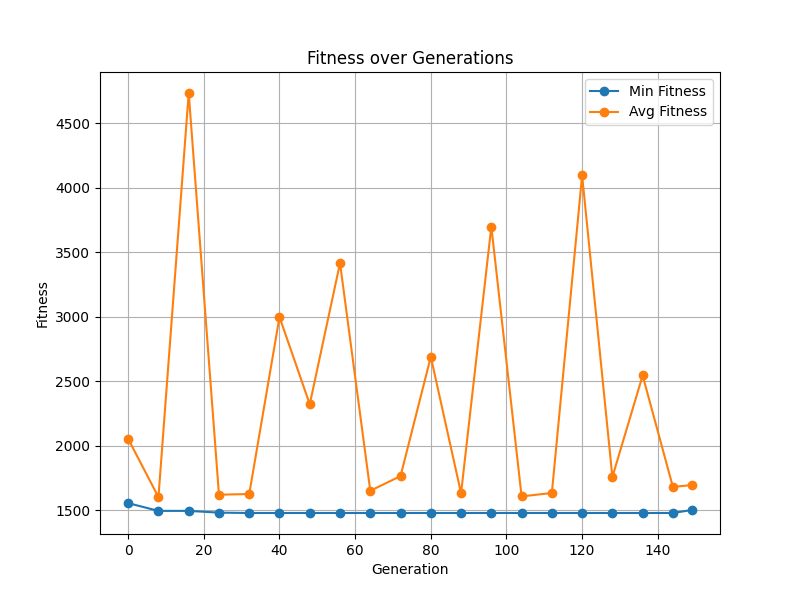 Fitness over Generations
Min Fitness
Avg Fitness
Fitness
4500
4000
3500
3000
2500
2000
1500
0 20 40 60 80 100 120 140
Generation